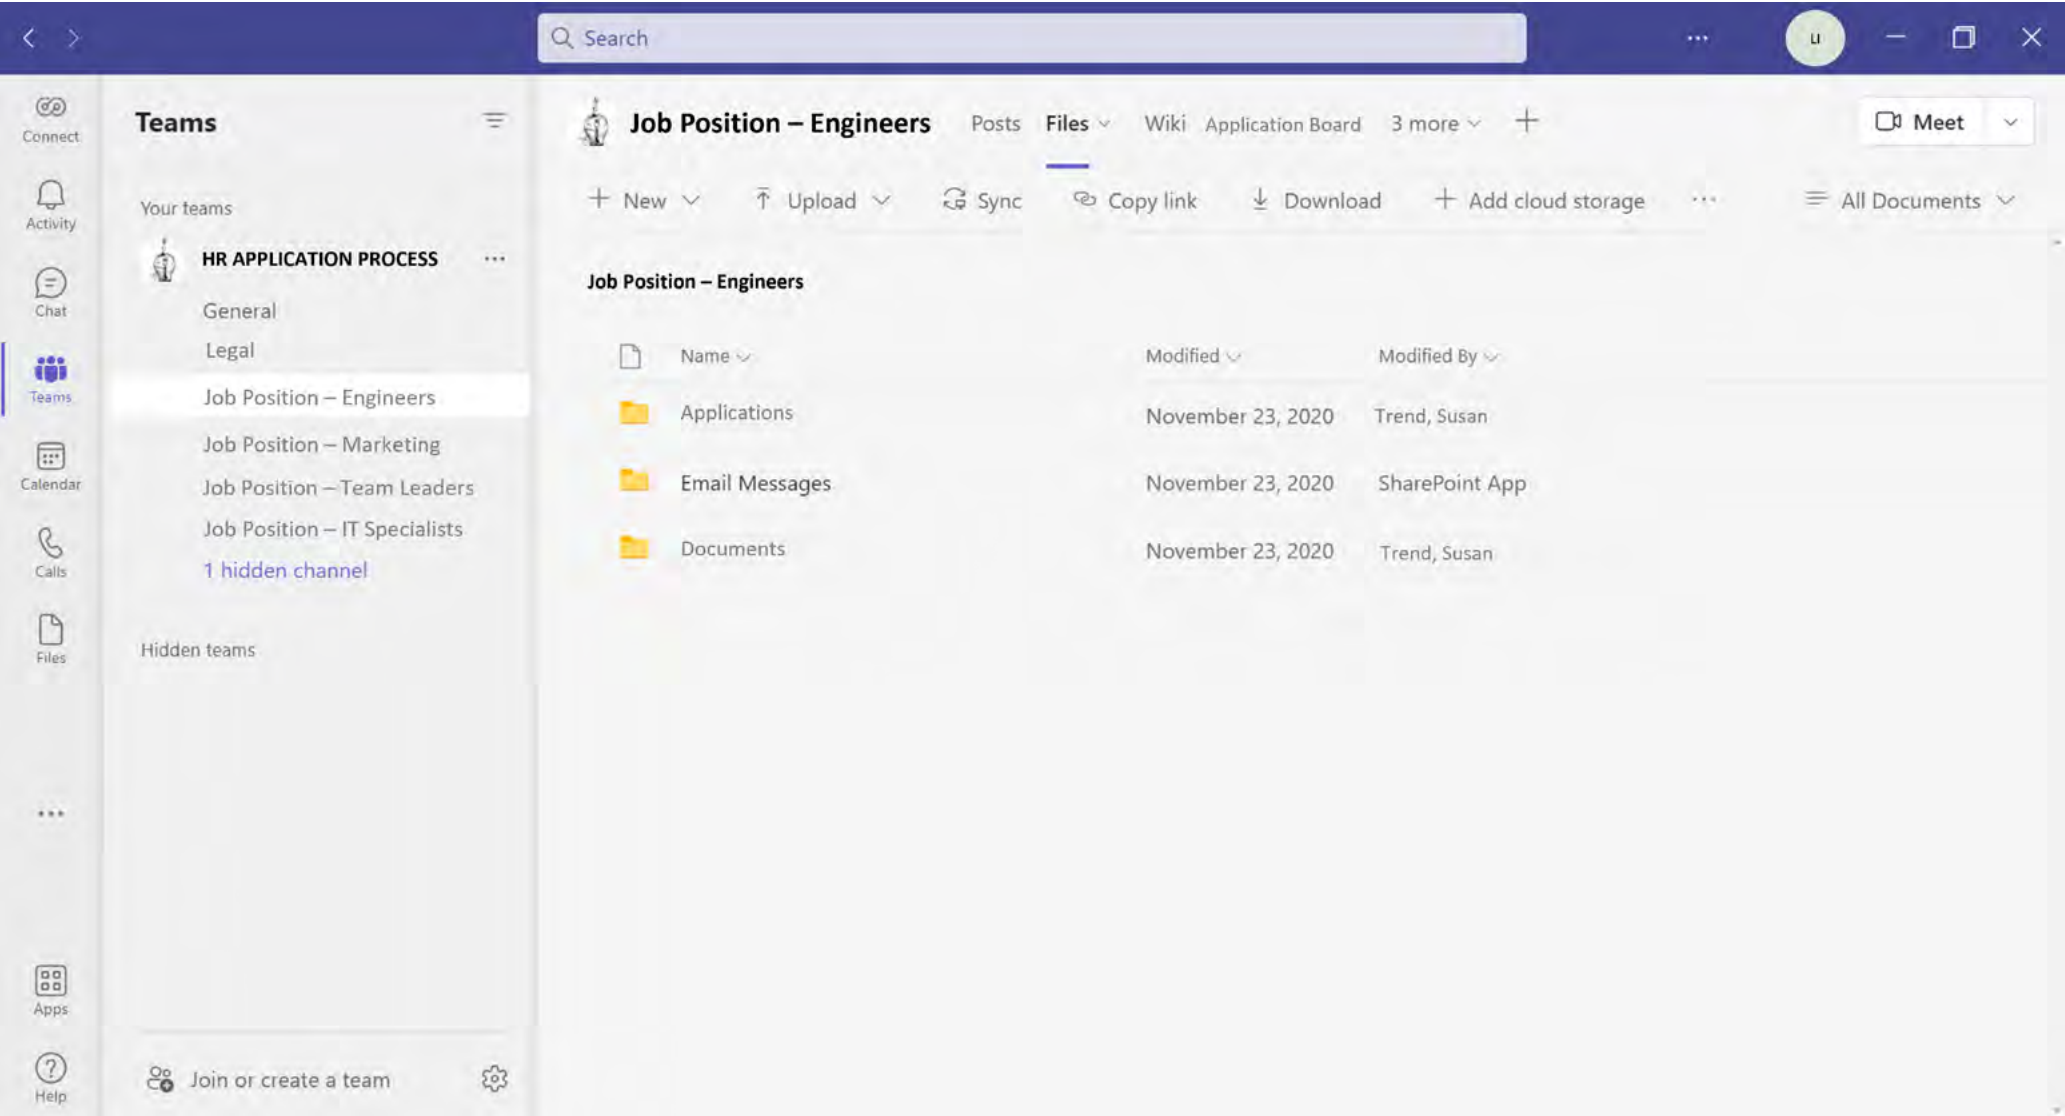 Search
LI
Connect
Activity
Chat
Teams
Calendar
Calls
Files
Apps
Help
Teams
Your teams
HR APPLICATION PROCESS
General
Legal
Job Position – Engineers
Job Position – Marketing
Job Position – Team Leaders
Job Position – IT Specialists
1 hidden channel
Hidden teams
Join or create a team
Job Position – Engineers Posts Files Wiki Application Board 3 more Meet
New Upload Sync Copy link Download Add cloud storage All Documents
Job Position – Engineers
Name Modified Modified By
Applications November 23, 2020 Trend, Susan
Email Messages November 23, 2020 SharePoint App
Documents November 23, 2020 Trend, Susan